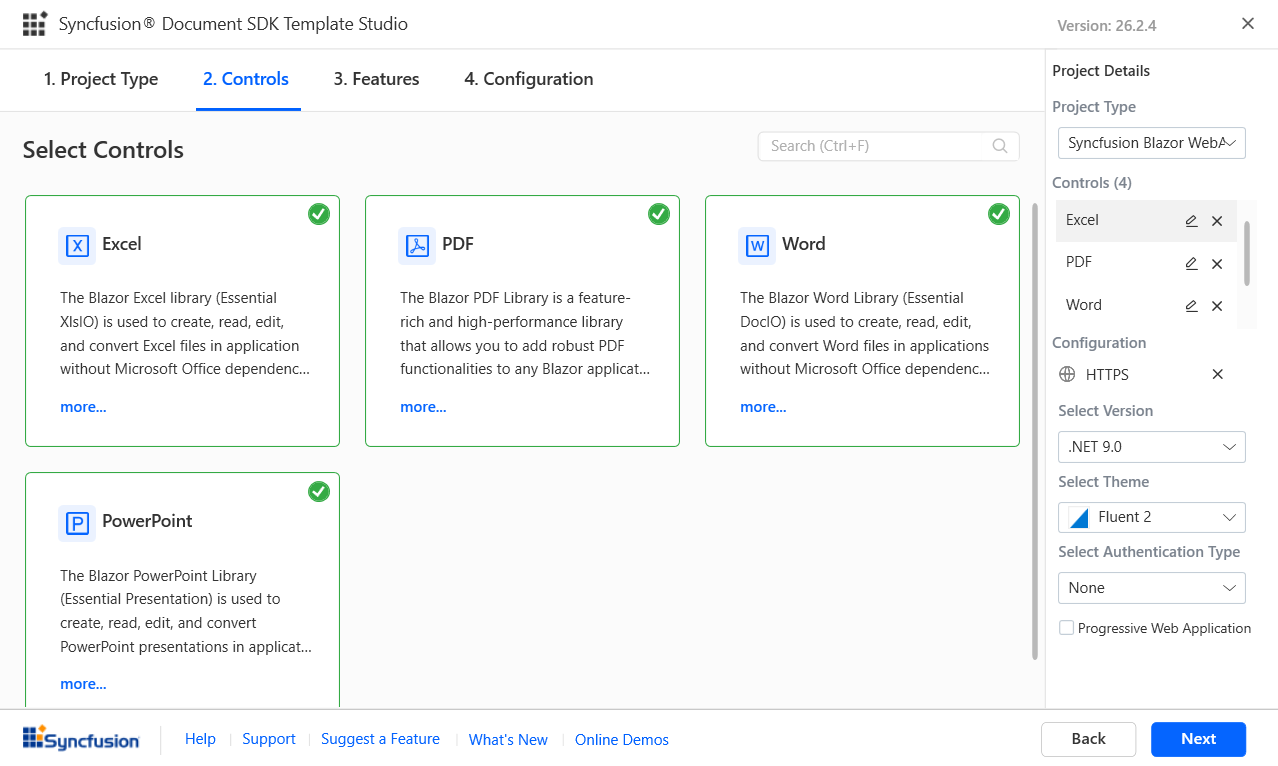 Syncfusion® Document SDK Template Studio
Version: 26.2.4
1. Project Type
2. Controls
3. Features
4. Configuration
Select Controls
Search (Ctrl+F)
Excel
The Blazor Excel library (Essential
XlsIO) is used to create, read, edit,
and convert Excel files in application
without Microsoft Office dependenc...
more...
PDF
The Blazor PDF Library is a feature-
rich and high-performance library
that allows you to add robust PDF
functionalities to any Blazor applicat...
more...
Word
The Blazor Word Library (Essential
DocIO) is used to create, read, edit,
and convert Word files in applications
without Microsoft Office dependenc...
more...
PowerPoint
The Blazor PowerPoint Library
(Essential Presentation) is used to
create, read, edit, and convert
PowerPoint presentations in applicat...
more...
Project Details
Project Type
Syncfusion Blazor WebA
Controls (4)
Excel
PDF
Word
Configuration
HTTPS
Select Version
.NET 9.0
Select Theme
Fluent 2
Select Authentication Type
None
Progressive Web Application
Syncfusion
Help
Support
Suggest a Feature
What's New
Online Demos
Back
Next